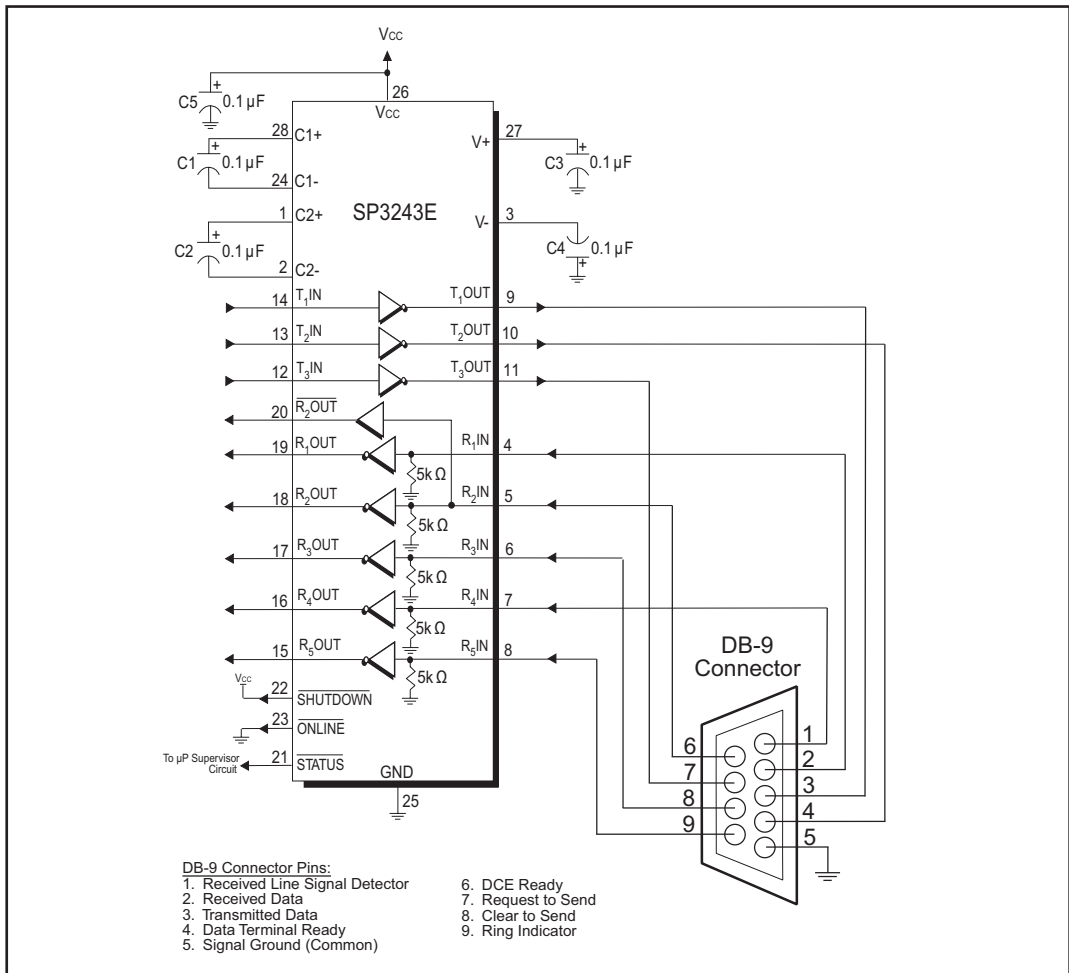 VCC
C5
+
0.1 µF
26
VCC
28 C1+
C1
+
0.1 µF
24 C1-
1 C2+
C2
+
0.1 µF
2 C2-
SP3243E
V+ 27
C3
+
0.1 µF
V- 3
C4
0.1 µF
+
14 T1IN T1OUT 9
13 T2IN T2OUT 10
12 T3IN T3OUT 11
20 R2OUT
19 R1OUT R1IN 4
5k Ω
18 R2OUT R2IN 5
5k Ω
17 R3OUT R3IN 6
5k Ω
16 R4OUT R4IN 7
5k Ω
15 R5OUT R5IN 8
5k Ω
VCC
22 SHUTDOWN
23 ONLINE
To µP Supervisor
Circuit
21 STATUS
GND
25
DB-9
Connector
6
7
8
9
1
2
3
4
5
DB-9 Connector Pins:
1. Received Line Signal Detector
2. Received Data
3. Transmitted Data
4. Data Terminal Ready
5. Signal Ground (Common)
6. DCE Ready
7. Request to Send
8. Clear to Send
9. Ring Indicator